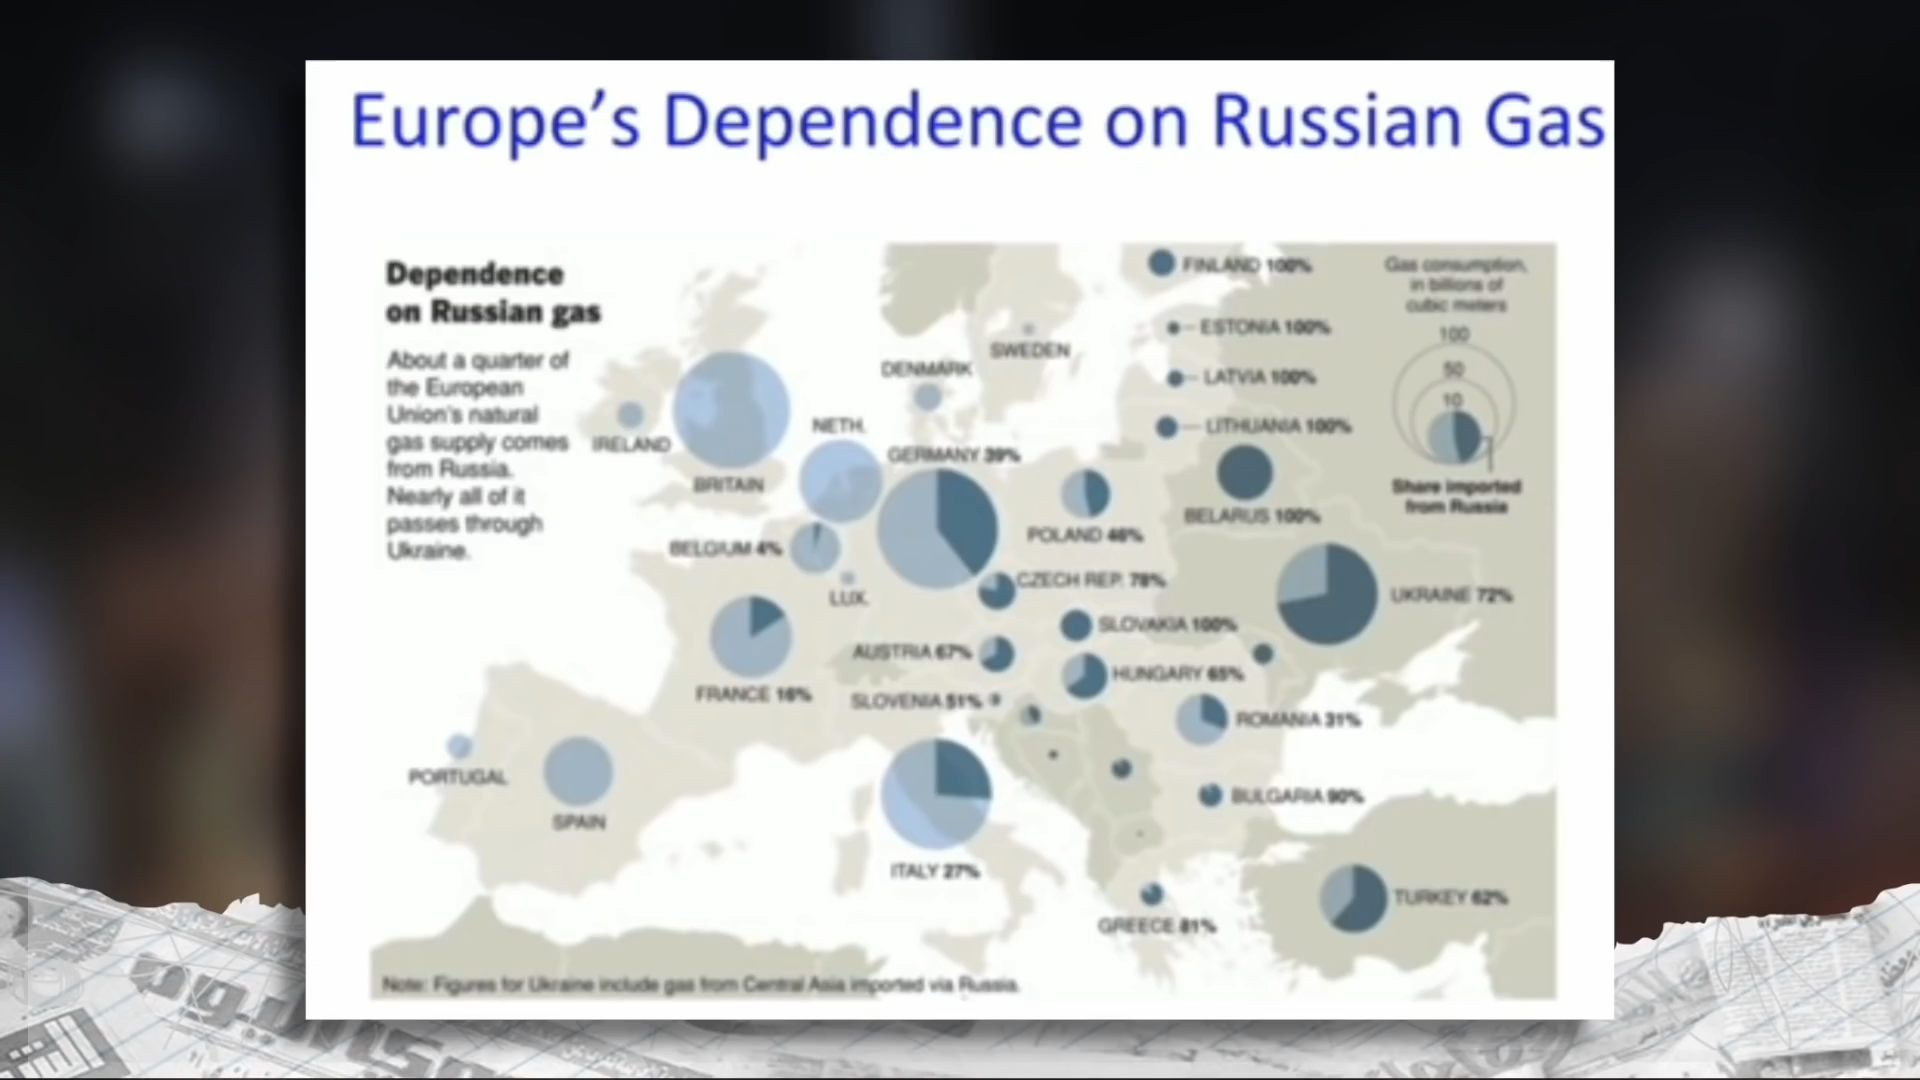 Europe's Dependence on Russian Gas
Dependence
on Russian gas
About a quarter of
the European
Union's natural
gas supply comes
from Russia.
Nearly all of it
passes through
Ukraine.
FINLAND 100%
ESTONIA 100%
LATVIA 100%
LITHUANIA 100%
Gas consumption,
in billions of
cubic meters
100
50
10
Share imported
from Russia
SWEDEN
DENMARK
NETH.
IRELAND
BRITAIN
GERMANY 39%
POLAND
BELARUS 100%
BELGIUM 4%
LUX.
CZECH REP. 78%
UKRAINE 72%
SLOVAKIA 100%
AUSTRIA 67%
HUNGARY 65%
FRANCE 16%
SLOVENIA 51%
ROMANIA 31%
PORTUGAL
SPAIN
BULGARIA 90%
ITALY 27%
TURKEY 62%
GREECE 81%
Note: Figures for Ukraine include gas from Central Asia imported via Russia.